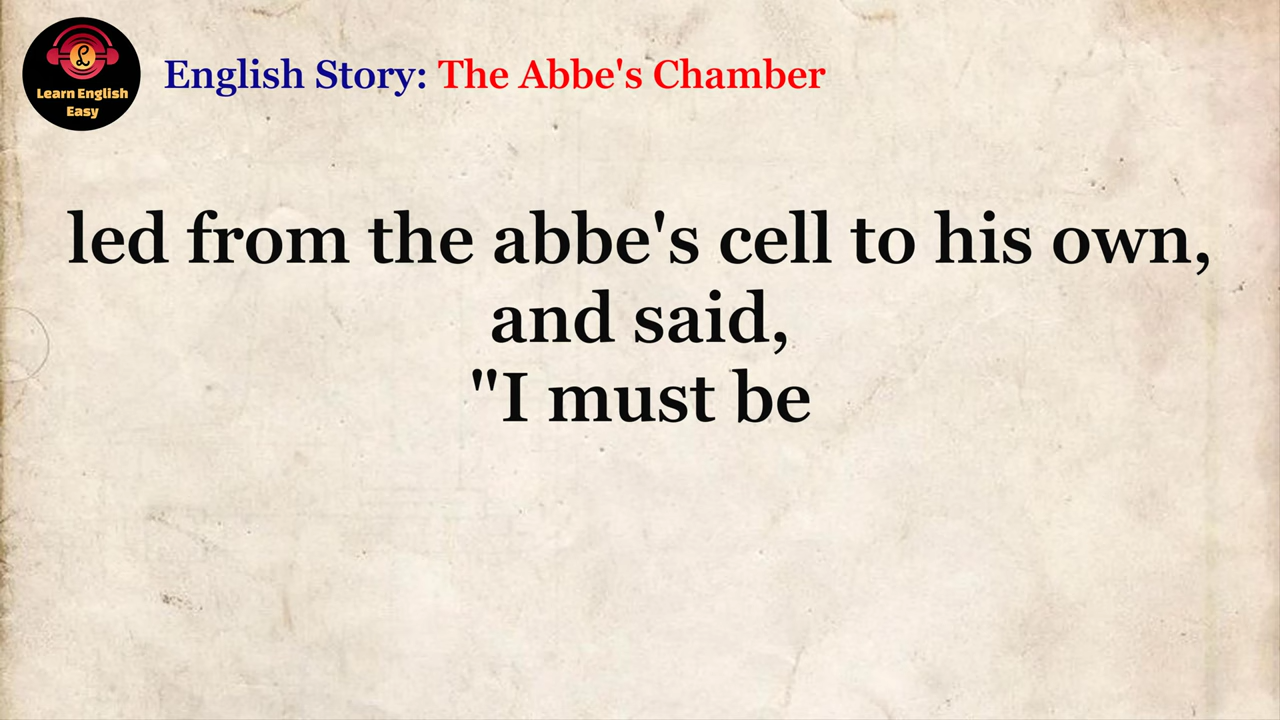 Learn English
Easy
English Story: The Abbe's Chamber
led from the abbe's cell to his own,
and said,
"I must be